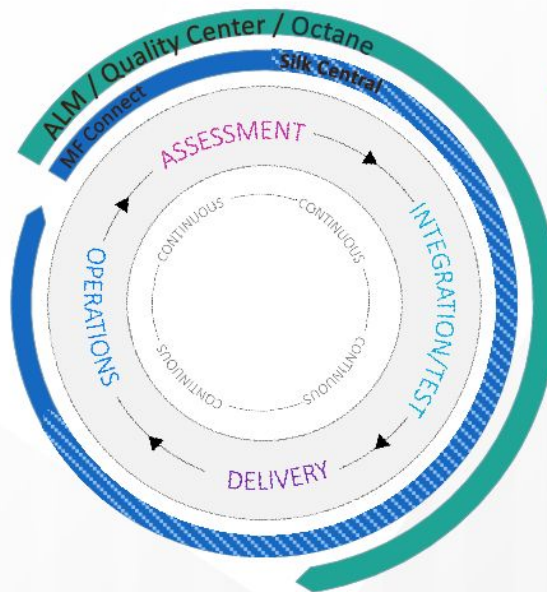 ALM / Quality Center / Octane
MF Connect
Silk Central
ASSESSMENT
INTEGRATION/TEST
DELIVERY
OPERATIONS
CONTINUOUS
CONTINUOUS
CONTINUOUS
CONTINUOUS